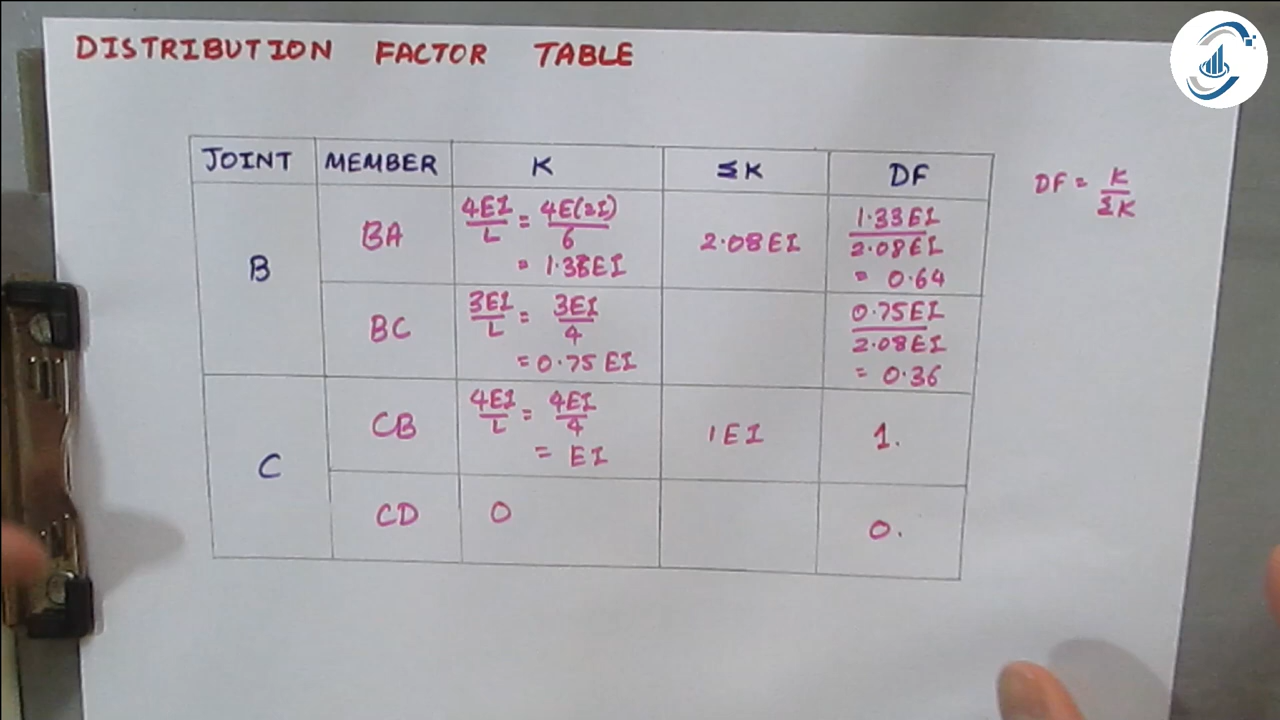 DISTRIBUTION FACTOR TABLE
JOINT MEMBER K ΣK DF
DF = K/ΣK
B
BA
4EI/L = 4E(2I)/6
= 1.33EI
2.08EI
1.33EI/2.08EI
= 0.64
BC
3EI/L = 3EI/4
= 0.75 EI
0.75EI/2.08EI
= 0.36
C
CB
4EI/L = 4EI/4
= EI
1EI
1.
CD
0
0.